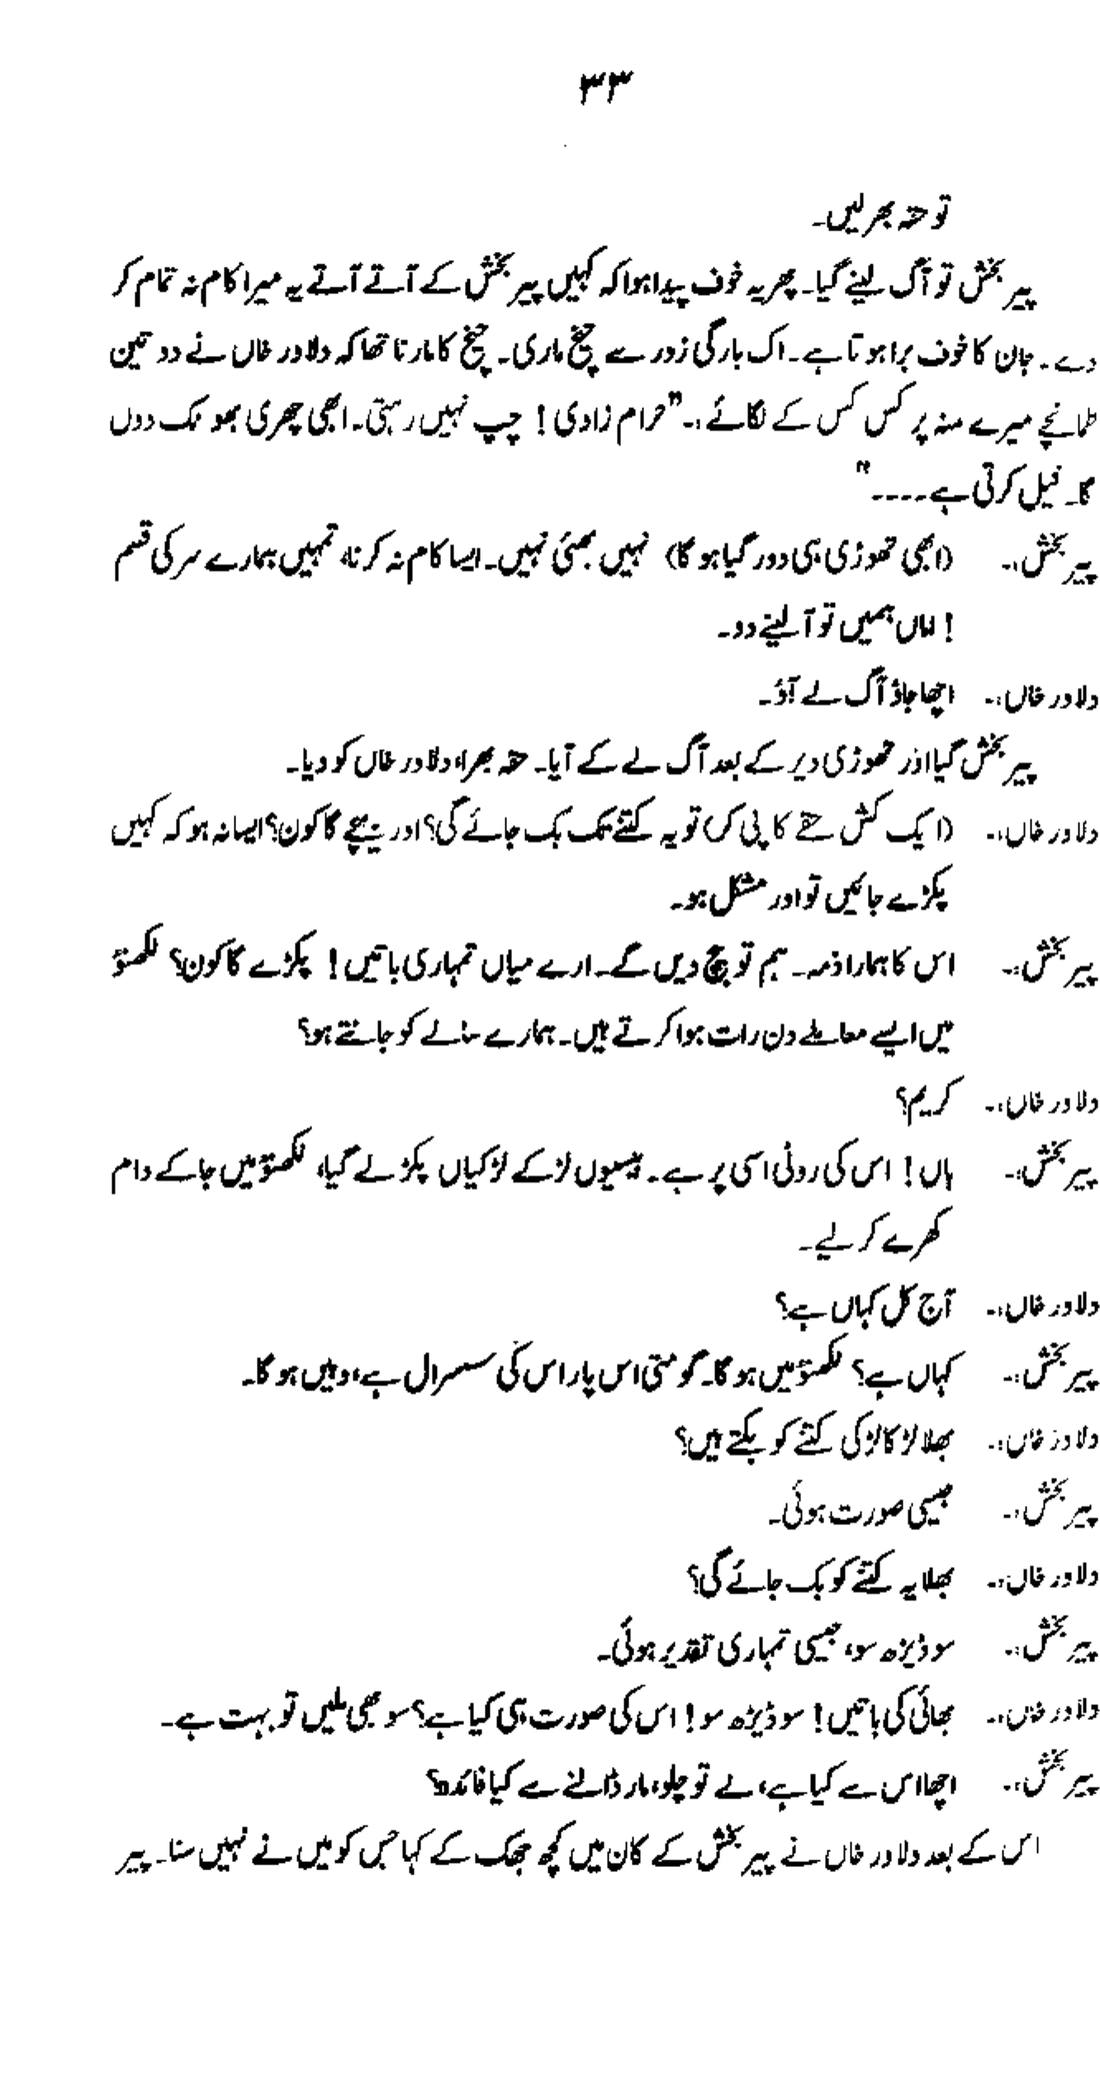 ۳۳
تو حقہ بھر لیں۔
پیر بخش تو آگ لینے گیا۔ پھر یہ خوف پیدا ہوا کہ کہیں پیر بخش کے آتے آتے یہ میرا کام نہ تمام کر
دے۔ جان کا خوف برا ہوتا ہے۔ اک بارگی زور سے چیخ ماری۔ چیخ کا مارنا تھا کہ دلاور خاں نے دو تین
طمانچے میرے منہ پر کس کس کے لگائے :۔ "حرام زادی! چپ نہیں رہتی۔ ابھی چھری بھونک دوں
گا۔ فیل کرتی ہے ۔۔۔۔"
پیر بخش :۔ (ابھی تھوڑی ہی دور گیا ہو گا) نہیں بھئی نہیں۔ ایسا کام نہ کرنا۔ تمہیں ہمارے سر کی قسم
! اماں ہمیں تو آ لینے دو۔
دلاور خاں :۔ اچھا جاؤ آگ لے آؤ۔
پیر بخش گیا اور تھوڑی دیر کے بعد آگ لے کے آیا۔ حقہ بھرا، دلاور خاں کو دیا۔
دلاور خاں :۔ (ایک کش حقے کا پی کر) تو یہ کتنے تک بک جائے گی؟ اور بیچے گا کون؟ ایسا نہ ہو کہ کہیں
پکڑے جائیں تو اور مشکل ہو۔
پیر بخش :۔ اس کا ہمارا ذمہ۔ ہم تو بیچ دیں گے۔ ارے میاں تمہاری باتیں! پکڑے گا کون؟ لکھنؤ
میں ایسے معاملے دن رات ہوا کرتے ہیں۔ ہمارے سالے کو جانتے ہو؟
دلاور خاں :۔ کریم؟
پیر بخش :۔ ہاں! اس کی روٹی اسی پر ہے۔ بیسیوں لڑکے لڑکیاں پکڑ لے گیا، لکھنؤ میں جا کے دام
کھرے کر لیے۔
دلاور خاں :۔ آج کل کہاں ہے؟
پیر بخش :۔ کہاں ہے؟ لکھنؤ میں ہو گا۔ گومتی اس پار اس کی سسرال ہے، وہیں ہو گا۔
دلاور خاں :۔ بھلا لڑکا لڑکی کتنے کو بکتے ہیں؟
پیر بخش :۔ جیسی صورت ہوئی۔
دلاور خاں :۔ بھلا یہ کتنے کو بک جائے گی؟
پیر بخش :۔ سو ڈیڑھ سو، جیسی تمہاری تقدیر ہوئی۔
دلاور خاں :۔ بھائی کی باتیں! سو ڈیڑھ سو! اس کی صورت ہی کیا ہے؟ سو بھی ملیں تو بہت ہے۔
پیر بخش :۔ اچھا اس سے کیا ہے، لے تو چلو، مار ڈالنے سے کیا فائدہ؟
اس کے بعد دلاور خاں نے پیر بخش کے کان میں کچھ جھک کے کہا جس کو میں نے نہیں سنا۔ پیر